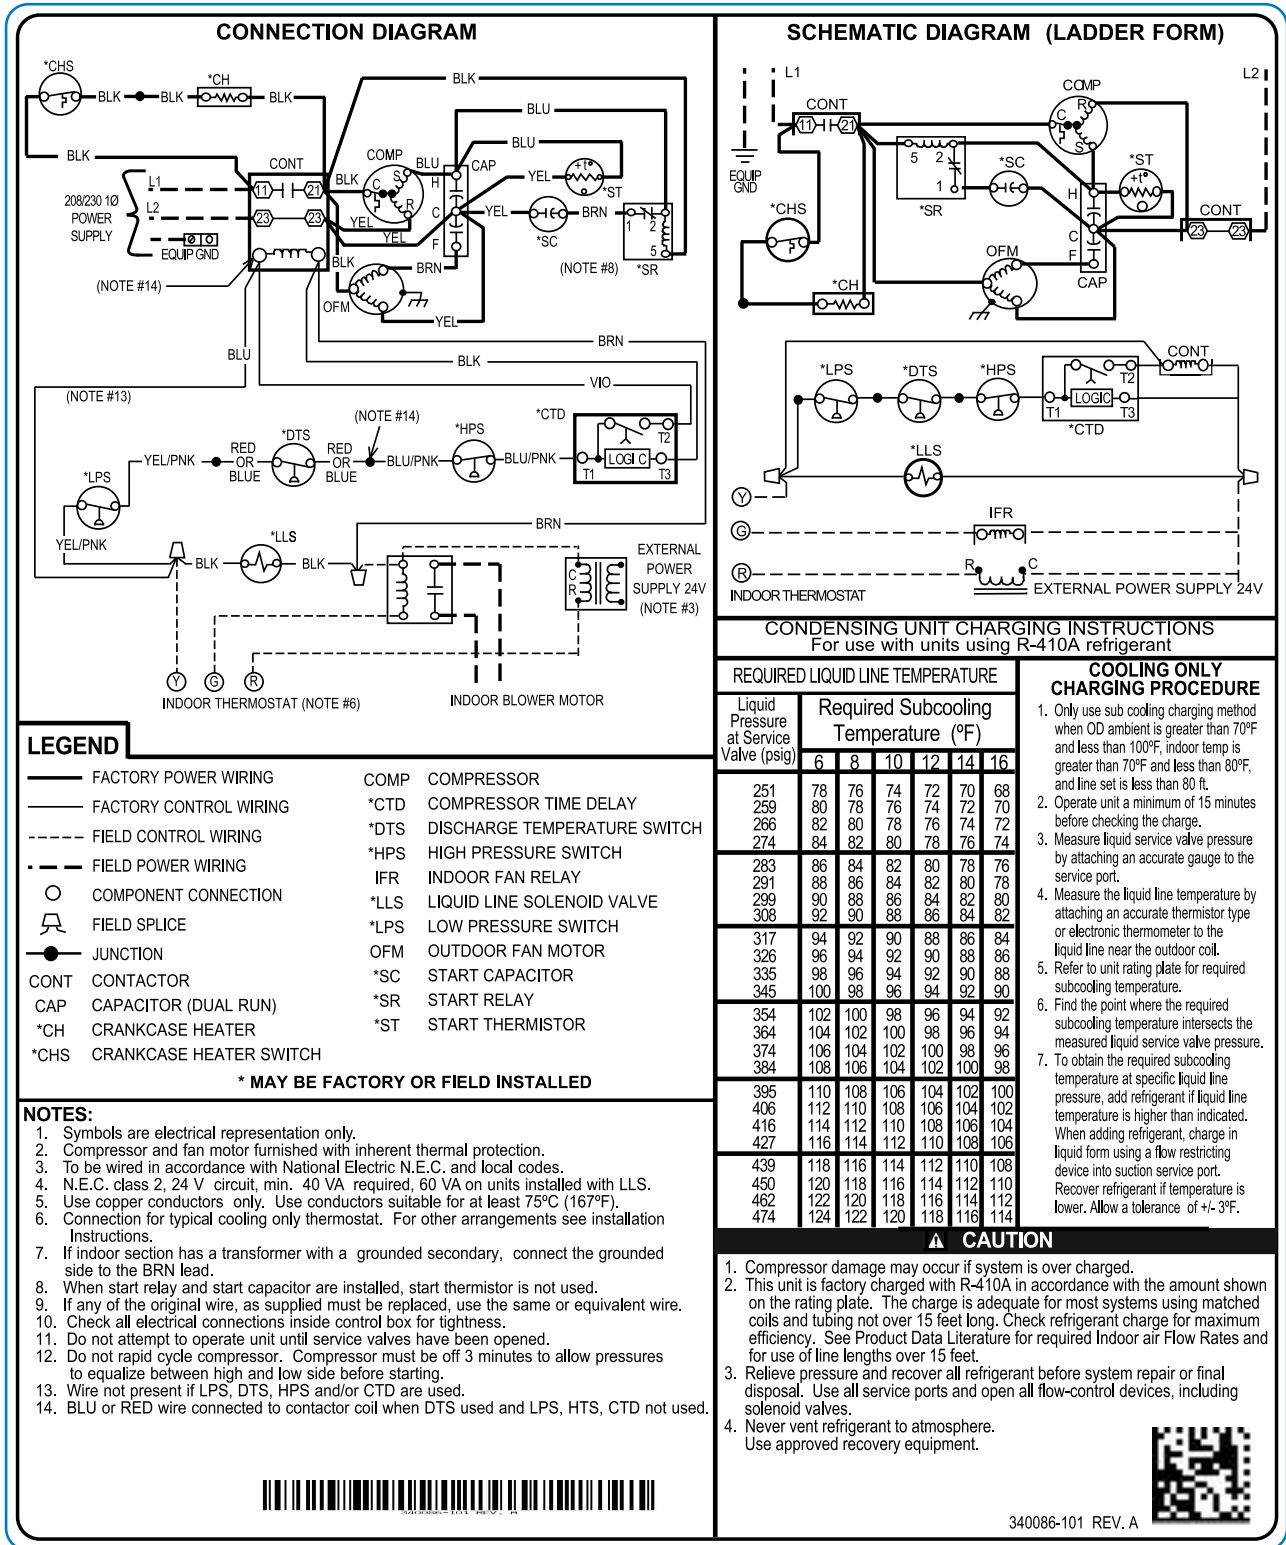 CONNECTION DIAGRAM
*CHS
BLK
BLK
*CH
BLK
BLK
BLK
BLU
BLU
CONT
COMP
BLU
CAP
L1
11
21
BLK
C
S
R
H
YEL
+t°
*ST
208/230 1Ø
POWER
SUPPLY
L2
23
23
YEL
YEL
C
YEL
*SC
BRN
1
2
5
*SR
EQUIP GND
BLK
F
BRN
(NOTE #8)
(NOTE #14)
OFM
YEL
BLU
BRN
BLK
VIO
(NOTE #13)
(NOTE #14)
*CTD
*LPS
YEL/PNK
RED
OR
BLUE
*DTS
RED
OR
BLUE
BLU/PNK
*HPS
BLU/PNK
T1
LOGIC
T2
T3
YEL/PNK
BLK
*LLS
BLK
BRN
C
R
EXTERNAL
POWER
SUPPLY 24V
(NOTE #3)
Y
G
R
INDOOR THERMOSTAT (NOTE #6)
INDOOR BLOWER MOTOR
SCHEMATIC DIAGRAM (LADDER FORM)
L1
L2
CONT
11
21
COMP
C
R
S
EQUIP
GND
5
2
1
*SR
*SC
H
+t°
*ST
*CHS
CONT
23
23
C
F
CAP
OFM
*CH
*LPS
*DTS
*HPS
CONT
T1
LOGIC
T2
T3
*CTD
*LLS
Y
G
IFR
R
R
C
INDOOR THERMOSTAT
EXTERNAL POWER SUPPLY 24V
LEGEND
FACTORY POWER WIRING
FACTORY CONTROL WIRING
FIELD CONTROL WIRING
FIELD POWER WIRING
COMPONENT CONNECTION
FIELD SPLICE
JUNCTION
CONT CONTACTOR
CAP CAPACITOR (DUAL RUN)
*CH CRANKCASE HEATER
*CHS CRANKCASE HEATER SWITCH
COMP COMPRESSOR
*CTD COMPRESSOR TIME DELAY
*DTS DISCHARGE TEMPERATURE SWITCH
*HPS HIGH PRESSURE SWITCH
IFR INDOOR FAN RELAY
*LLS LIQUID LINE SOLENOID VALVE
*LPS LOW PRESSURE SWITCH
OFM OUTDOOR FAN MOTOR
*SC START CAPACITOR
*SR START RELAY
*ST START THERMISTOR
* MAY BE FACTORY OR FIELD INSTALLED
NOTES:
1. Symbols are electrical representation only.
2. Compressor and fan motor furnished with inherent thermal protection.
3. To be wired in accordance with National Electric N.E.C. and local codes.
4. N.E.C. class 2, 24 V circuit, min. 40 VA required, 60 VA on units installed with LLS.
5. Use copper conductors only. Use conductors suitable for at least 75ºC (167ºF).
6. Connection for typical cooling only thermostat. For other arrangements see installation
Instructions.
7. If indoor section has a transformer with a grounded secondary, connect the grounded
side to the BRN lead.
8. When start relay and start capacitor are installed, start thermistor is not used.
9. If any of the original wire, as supplied must be replaced, use the same or equivalent wire.
10. Check all electrical connections inside control box for tightness.
11. Do not attempt to operate unit until service valves have been opened.
12. Do not rapid cycle compressor. Compressor must be off 3 minutes to allow pressures
to equalize between high and low side before starting.
13. Wire not present if LPS, DTS, HPS and/or CTD are used.
14. BLU or RED wire connected to contactor coil when DTS used and LPS, HTS, CTD not used.
340086-101 REV. A
CONDENSING UNIT CHARGING INSTRUCTIONS
For use with units using R-410A refrigerant
REQUIRED LIQUID LINE TEMPERATURE
Liquid
Pressure
at Service
Valve (psig)
Required Subcooling
Temperature (ºF)
6 8 10 12 14 16
251 78 76 74 72 70 68
259 80 78 76 74 72 70
266 82 80 78 76 74 72
274 84 82 80 78 76 74
283 86 84 82 80 78 76
291 88 86 84 82 80 78
299 90 88 86 84 82 80
308 92 90 88 86 84 82
317 94 92 90 88 86 84
326 96 94 92 90 88 86
335 98 96 94 92 90 88
345 100 98 96 94 92 90
354 102 100 98 96 94 92
364 104 102 100 98 96 94
374 106 104 102 100 98 96
384 108 106 104 102 100 98
395 110 108 106 104 102 100
406 112 110 108 106 104 102
416 114 112 110 108 106 104
427 116 114 112 110 108 106
439 118 116 114 112 110 108
450 120 118 116 114 112 110
462 122 120 118 116 114 112
474 124 122 120 118 116 114
COOLING ONLY
CHARGING PROCEDURE
1. Only use sub cooling charging method
when OD ambient is greater than 70ºF
and less than 100ºF, indoor temp is
greater than 70ºF and less than 80ºF,
and line set is less than 80 ft.
2. Operate unit a minimum of 15 minutes
before checking the charge.
3. Measure liquid service valve pressure
by attaching an accurate gauge to the
service port.
4. Measure the liquid line temperature by
attaching an accurate thermistor type
or electronic thermometer to the
liquid line near the outdoor coil.
5. Refer to unit rating plate for required
subcooling temperature.
6. Find the point where the required
subcooling temperature intersects the
measured liquid service valve pressure.
7. To obtain the required subcooling
temperature at specific liquid line
pressure, add refrigerant if liquid line
temperature is higher than indicated.
When adding refrigerant, charge in
liquid form using a flow restricting
device into suction service port.
Recover refrigerant if temperature is
lower. Allow a tolerance of +/- 3ºF.
CAUTION
1. Compressor damage may occur if system is over charged.
2. This unit is factory charged with R-410A in accordance with the amount shown
on the rating plate. The charge is adequate for most systems using matched
coils and tubing not over 15 feet long. Check refrigerant charge for maximum
efficiency. See Product Data Literature for required Indoor air Flow Rates and
for use of line lengths over 15 feet.
3. Relieve pressure and recover all refrigerant before system repair or final
disposal. Use all service ports and open all flow-control devices, including
solenoid valves.
4. Never vent refrigerant to atmosphere.
Use approved recovery equipment.
340086-101 REV. A